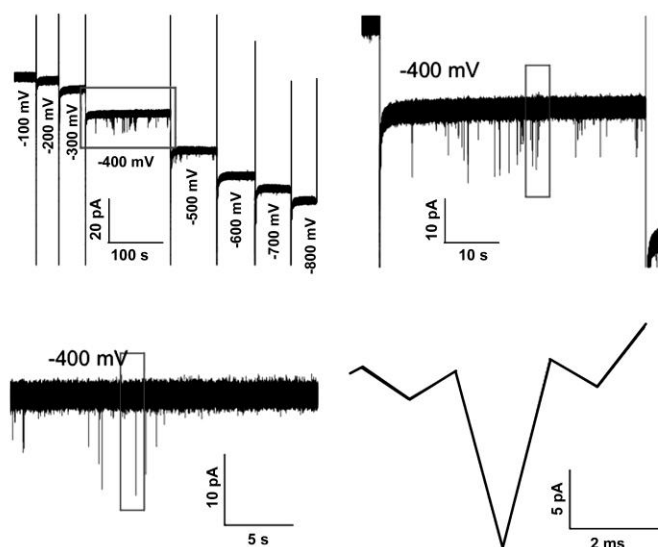 -100 mV
-200 mV
-300 mV
-400 mV
-500 mV
-600 mV
-700 mV
-800 mV
20 pA
100 s
-400 mV
10 pA
10 s
-400 mV
10 pA
5 s
5 pA
2 ms